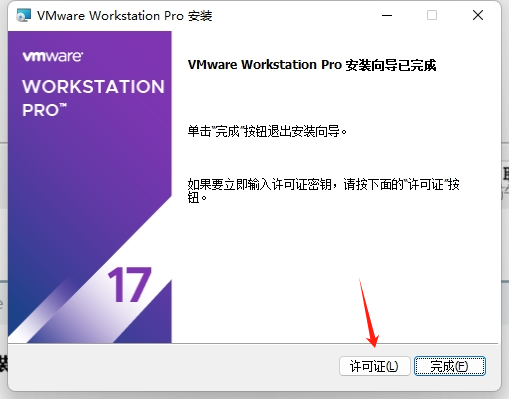 VMware Workstation Pro 安装
vmware®
WORKSTATION
PRO™
VMware Workstation Pro 安装向导已完成
单击“完成”按钮退出安装向导。
如果要立即输入许可证密钥，请按下面的“许可证”按
钮。
17
许可证(L)
完成(F)